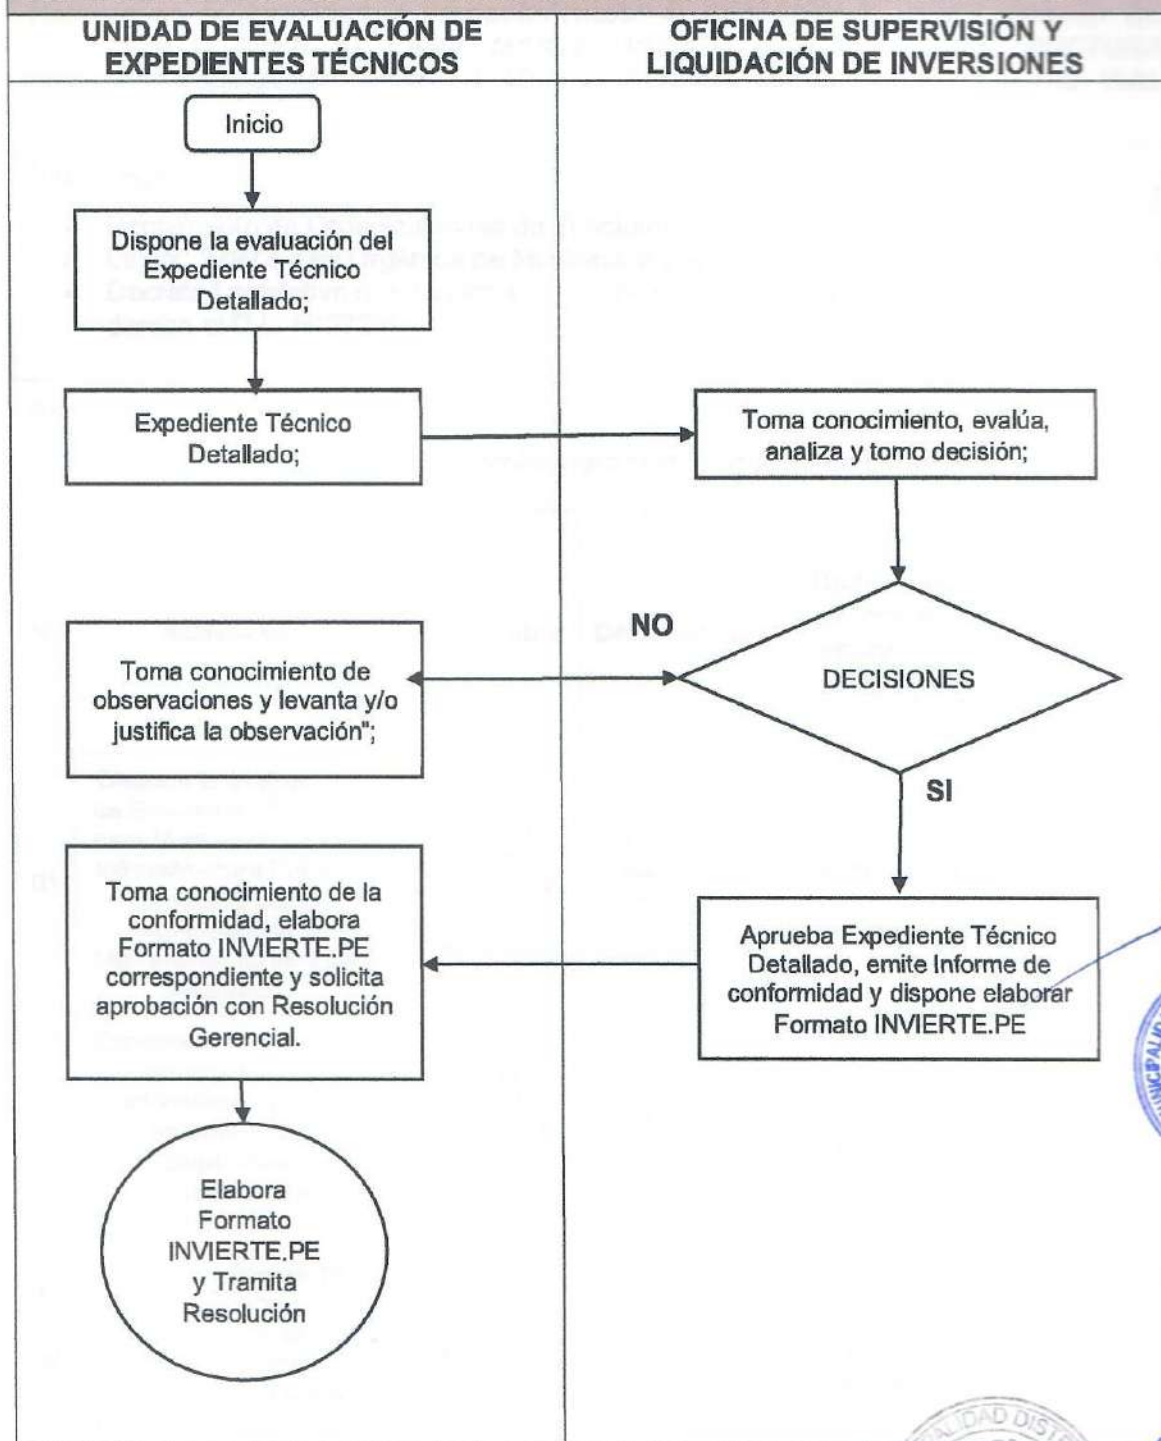 UNIDAD DE EVALUACIÓN DE
EXPEDIENTES TÉCNICOS
OFICINA DE SUPERVISIÓN Y
LIQUIDACIÓN DE INVERSIONES
Inicio
Dispone la evaluación del
Expediente Técnico
Detallado;
Expediente Técnico
Detallado;
Toma conocimiento, evalúa,
analiza y tomo decisión;
NO
DECISIONES
Toma conocimiento de
observaciones y levanta y/o
justifica la observación";
SI
Toma conocimiento de la
conformidad, elabora
Formato INVIERTE.PE
correspondiente y solicita
aprobación con Resolución
Gerencial.
Aprueba Expediente Técnico
Detallado, emite Informe de
conformidad y dispone elaborar
Formato INVIERTE.PE
Elabora
Formato
INVIERTE.PE
y Tramita
Resolución